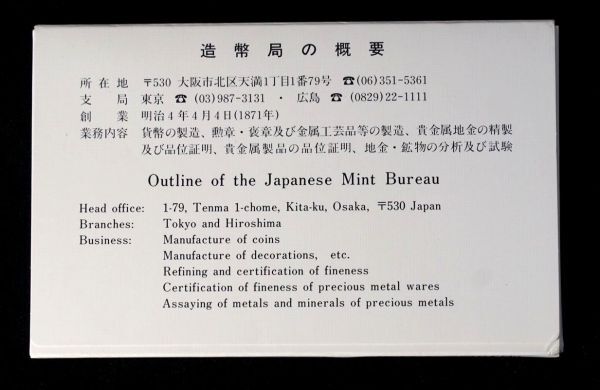 造幣局の概要
所在地 〒530 大阪市北区天満1丁目1番79号 ☎(06)351-5361
支局 東京 ☎ (03)987-3131 ・ 広島 ☎ (0829)22-1111
創業 明治4年4月4日(1871年)
業務内容 貨幣の製造、勲章・褒章及び金属工芸品等の製造、貴金属地金の精製
及び品位証明、貴金属製品の品位証明、地金・鉱物の分析及び試験
Outline of the Japanese Mint Bureau
Head office: 1-79, Tenma 1-chome, Kita-ku, Osaka, 〒530 Japan
Branches: Tokyo and Hiroshima
Business: Manufacture of coins
Manufacture of decorations, etc.
Refining and certification of fineness
Certification of fineness of precious metal wares
Assaying of metals and minerals of precious metals